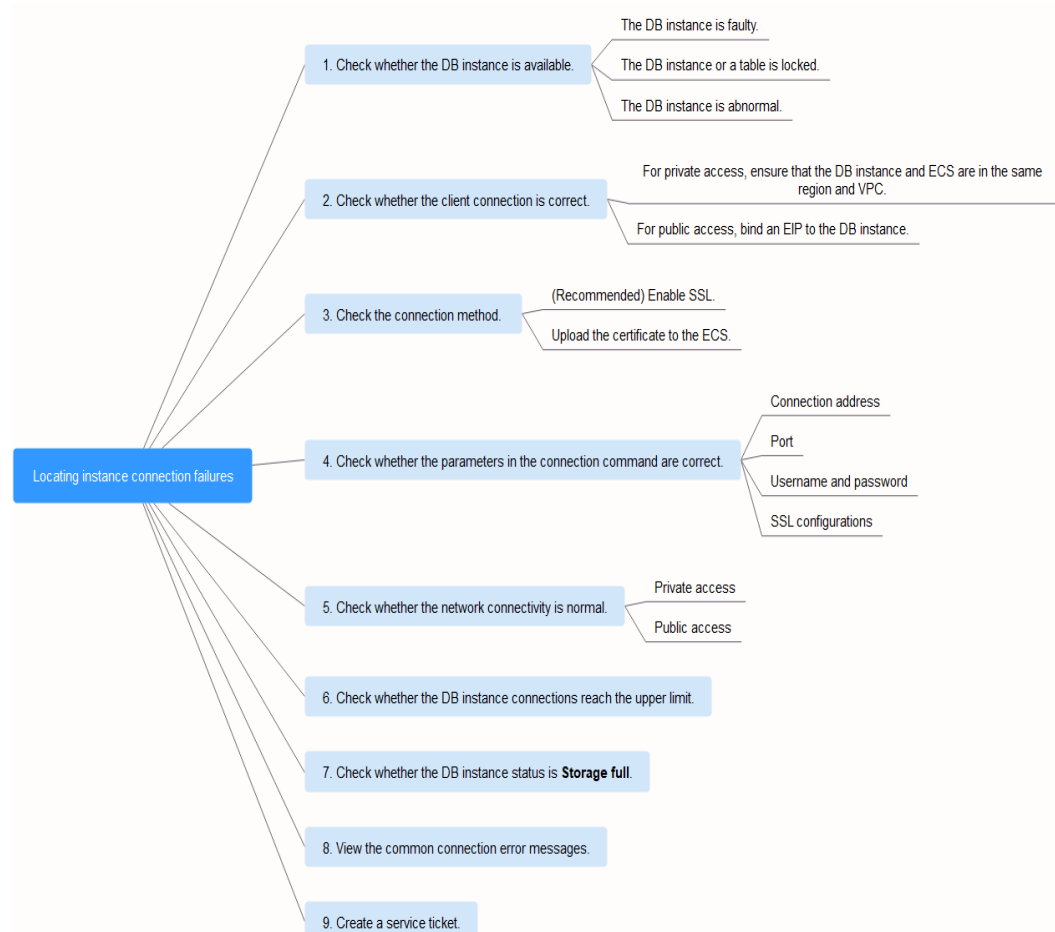 Locating instance connection failures
1. Check whether the DB instance is available.
The DB instance is faulty.
The DB instance or a table is locked.
The DB instance is abnormal.
2. Check whether the client connection is correct.
For private access, ensure that the DB instance and ECS are in the same
region and VPC.
For public access, bind an EIP to the DB instance.
3. Check the connection method.
(Recommended) Enable SSL.
Upload the certificate to the ECS.
4. Check whether the parameters in the connection command are correct.
Connection address
Port
Username and password
SSL configurations
5. Check whether the network connectivity is normal.
Private access
Public access
6. Check whether the DB instance connections reach the upper limit.
7. Check whether the DB instance status is Storage full.
8. View the common connection error messages.
9. Create a service ticket.